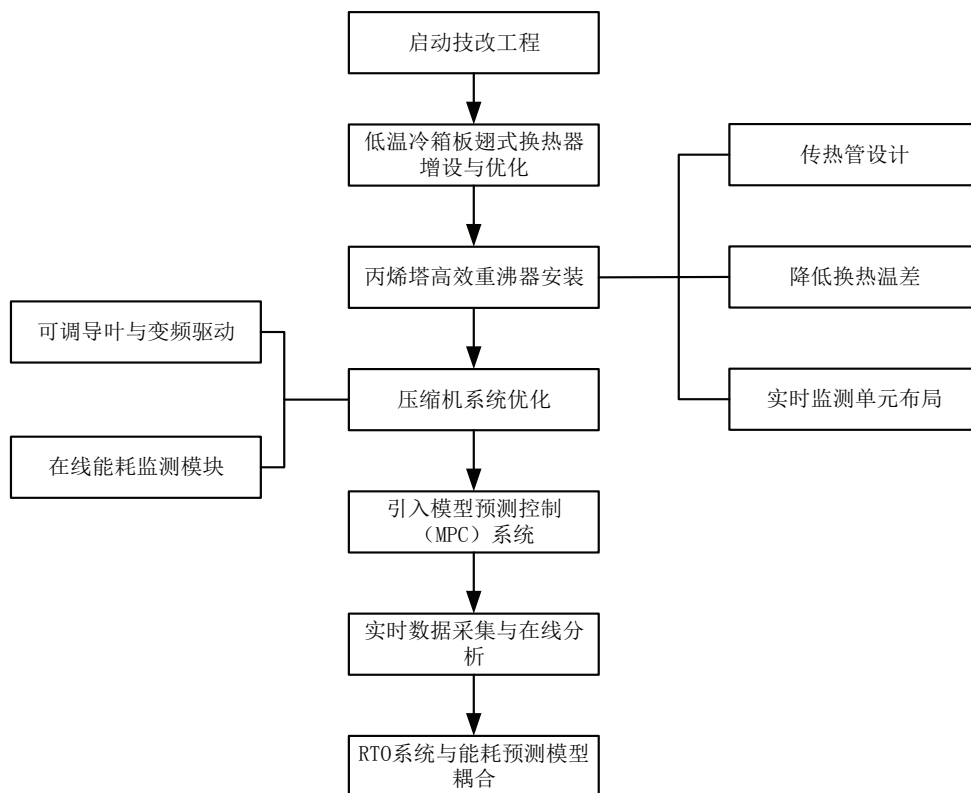 启动技改工程
低温冷箱板翅式换热器
增设与优化
传热管设计
丙烯塔高效重沸器安装
降低换热温差
可调导叶与变频驱动
压缩机系统优化
实时监测单元布局
在线能耗监测模块
引入模型预测控制
（MPC）系统
实时数据采集与在线分
析
RTO系统与能耗预测模型
耦合